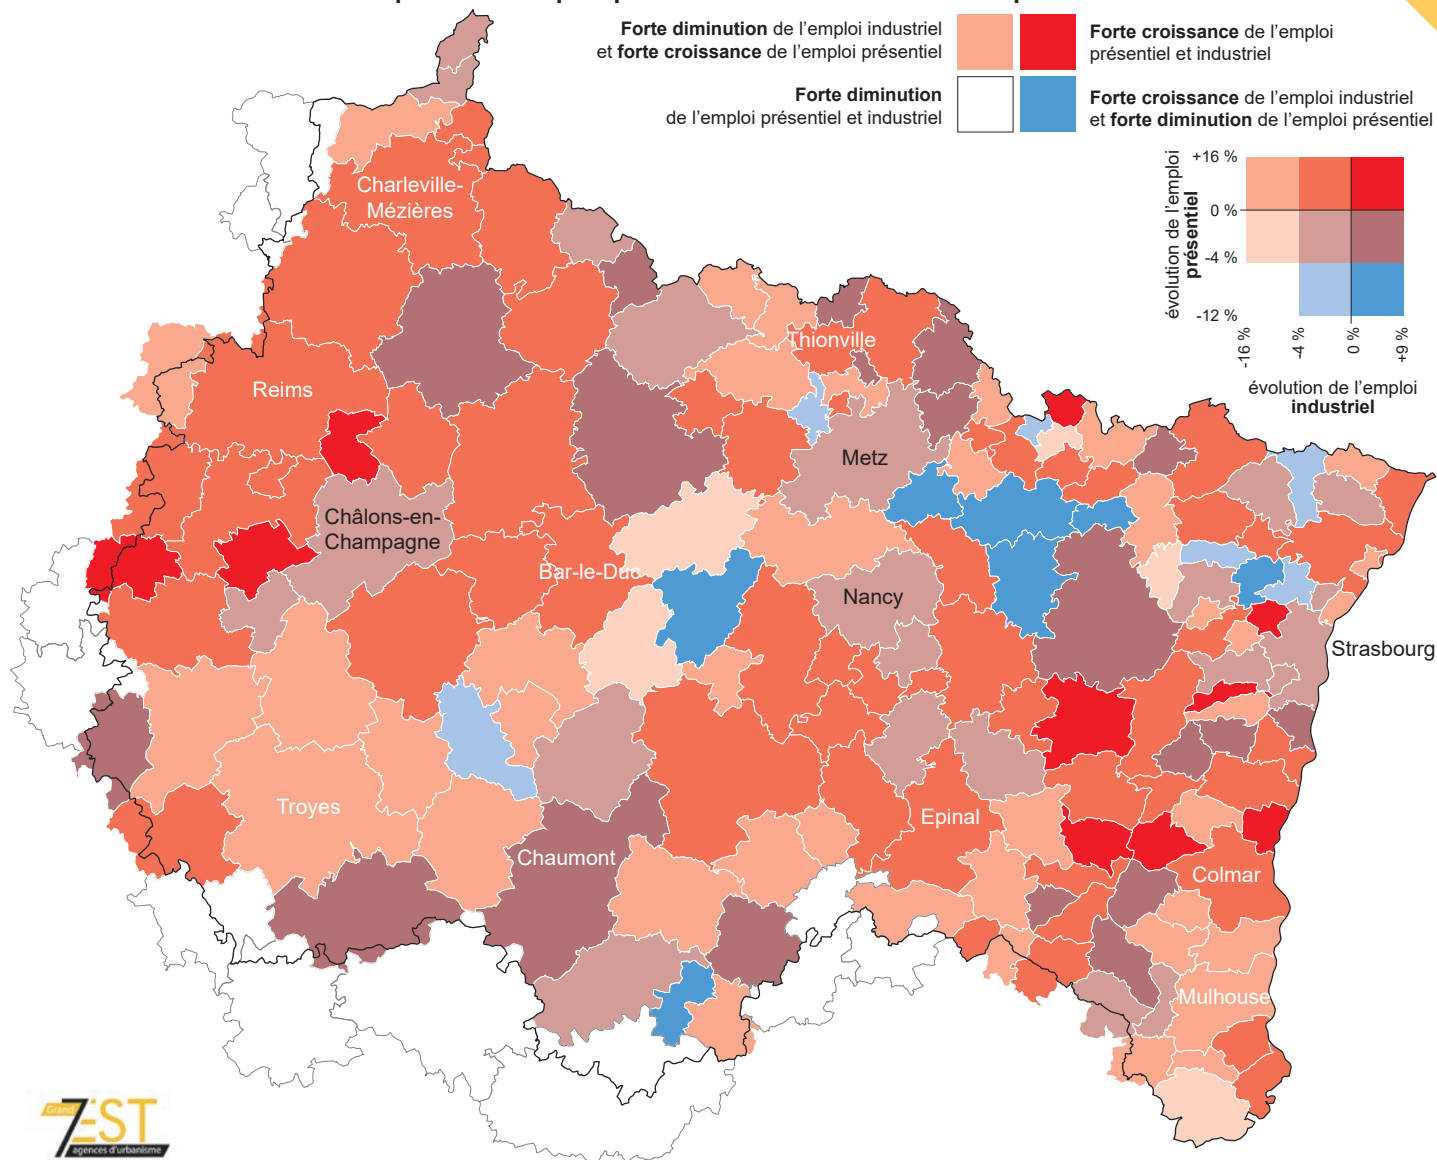 Forte diminution de l'emploi industriel
et forte croissance de l'emploi présentiel
Forte croissance de l'emploi
présentiel et industriel
Forte diminution
de l'emploi présentiel et industriel
Forte croissance de l'emploi industriel
et forte diminution de l'emploi présentiel
évolution de l'emploi
présentiel
+16 %
0 %
-4 %
-12 %
-16 %
-4 %
0 %
+9 %
évolution de l'emploi
industriel
Charleville-
Mézières
Thionville
Reims
Metz
Châlons-en-
Champagne
Bar-le-Duc
Nancy
Strasbourg
Troyes
Epinal
Chaumont
Colmar
Mulhouse
Grand
7EST
agences d'urbanisme